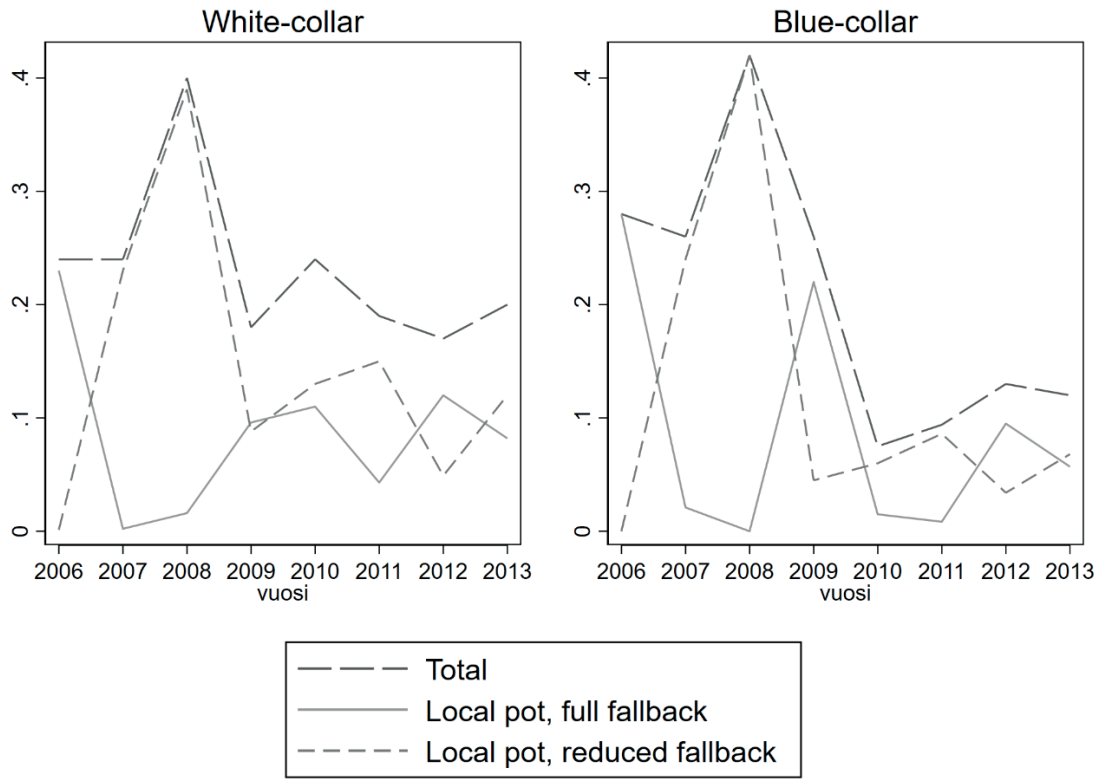 White-collar
.4
.3
.2
.1
0
2006 2007 2008 2009 2010 2011 2012 2013
vuosi
Blue-collar
.4
.3
.2
.1
0
2006 2007 2008 2009 2010 2011 2012 2013
vuosi
Total
Local pot, full fallback
Local pot, reduced fallback